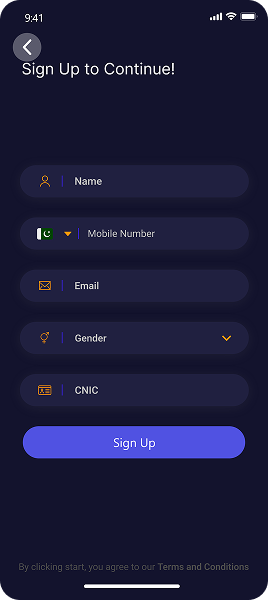 9:41
Sign Up to Continue!
Name
Mobile Number
Email
Gender
CNIC
Sign Up
By clicking start, you agree to our Terms and Conditions